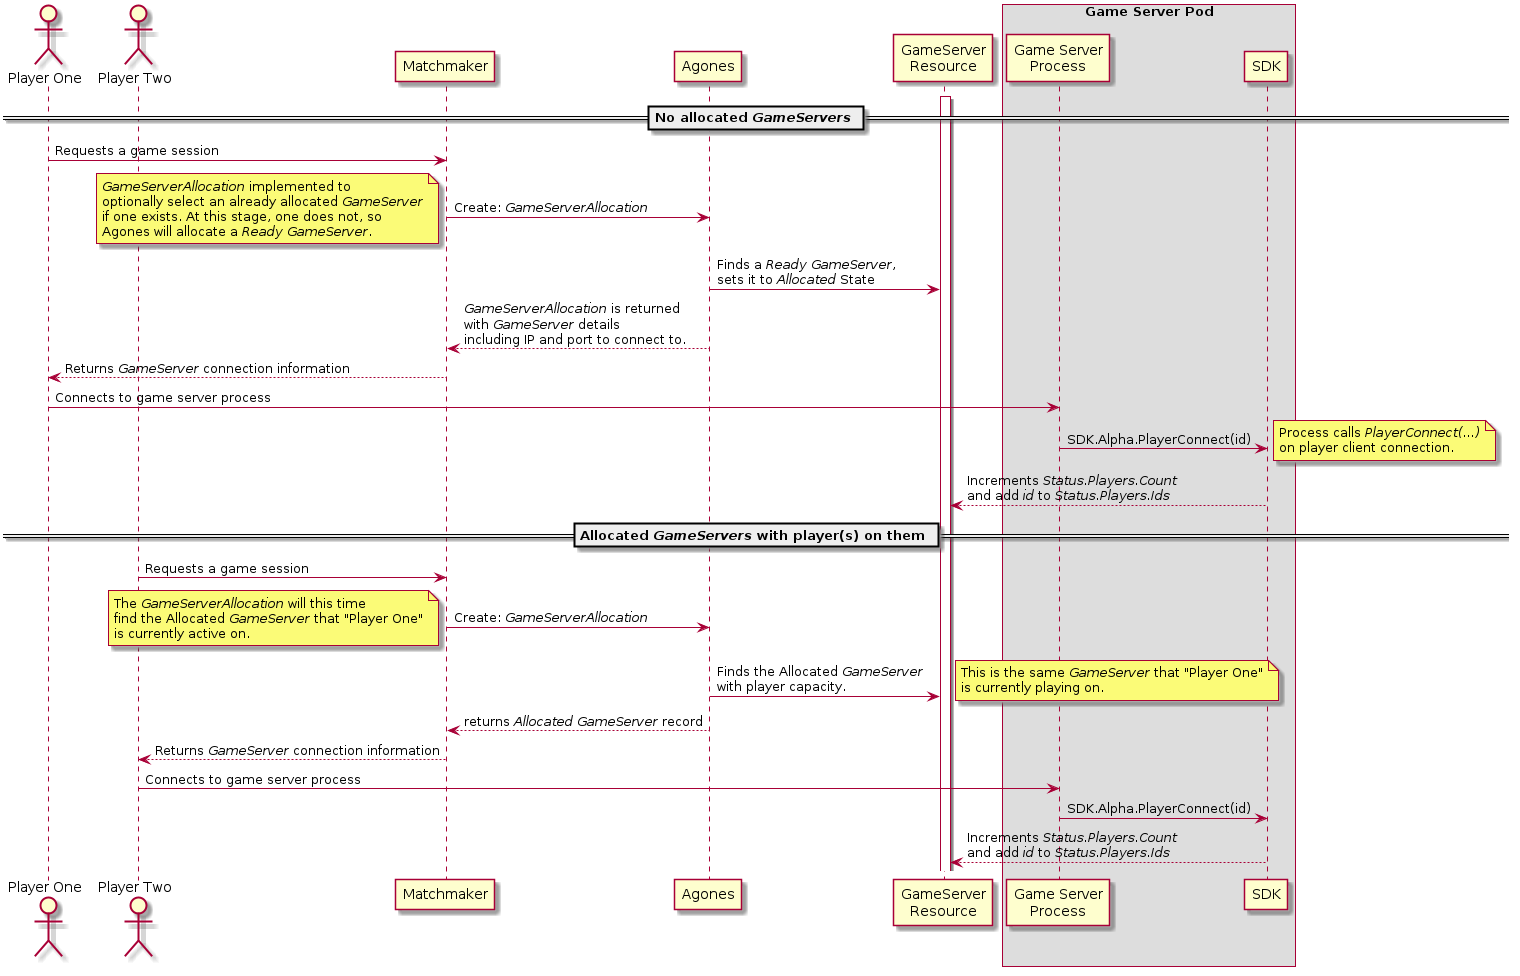 Game Server Pod
Player One
Player Two
Matchmaker
Agones
GameServer
Resource
Game Server
Process
SDK
No allocated GameServers
Requests a game session
GameServerAllocation implemented to
optionally select an already allocated GameServer
if one exists. At this stage, one does not, so
Agones will allocate a Ready GameServer.
Create: GameServerAllocation
Finds a Ready GameServer,
sets it to Allocated State
GameServerAllocation is returned
with GameServer details
including IP and port to connect to.
Returns GameServer connection information
Connects to game server process
SDK.Alpha.PlayerConnect(id)
Process calls PlayerConnect(...)
on player client connection.
Increments Status.Players.Count
and add id to Status.Players.Ids
Allocated GameServers with player(s) on them
Requests a game session
The GameServerAllocation will this time
find the Allocated GameServer that "Player One"
is currently active on.
Create: GameServerAllocation
Finds the Allocated GameServer
with player capacity.
This is the same GameServer that "Player One"
is currently playing on.
returns Allocated GameServer record
Returns GameServer connection information
Connects to game server process
SDK.Alpha.PlayerConnect(id)
Increments Status.Players.Count
and add id to Status.Players.Ids
Player One
Player Two
Matchmaker
Agones
GameServer
Resource
Game Server
Process
SDK